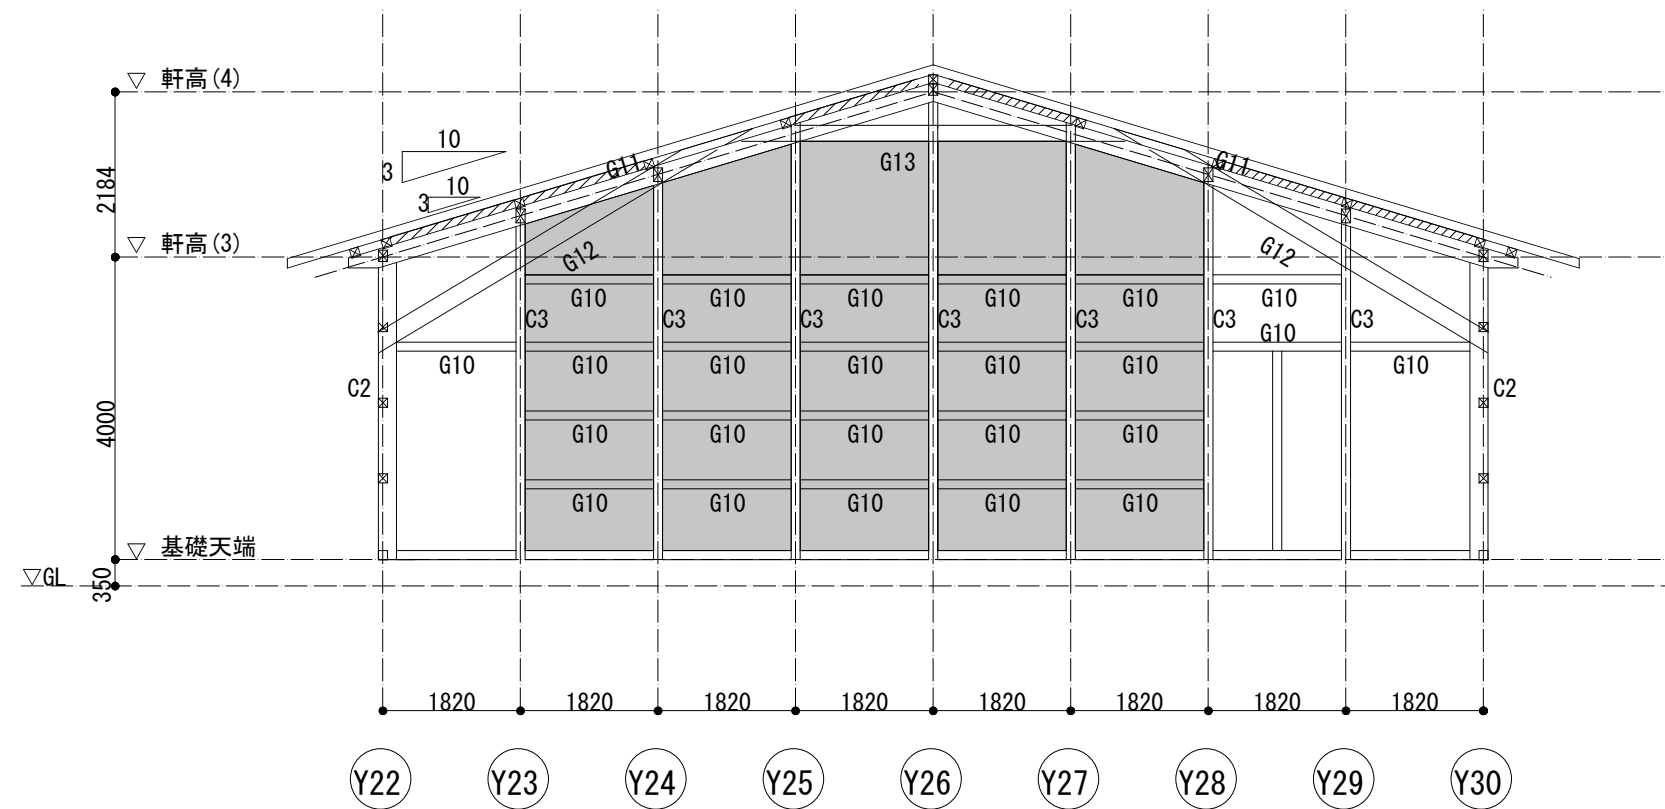 軒高(4)
10
3
G11
G13
G11
2184
10
3
軒高(3)
G12
G12
G10 G10 G10 G10 G10 G10
C3 C3 C3 C3 C3 C3 C3
G10
G10 G10 G10 G10 G10 G10 G10
C2 C2
4000
G10 G10 G10 G10 G10
G10 G10 G10 G10 G10
基礎天端
GL
350
1820 1820 1820 1820 1820 1820 1820 1820
Y22 Y23 Y24 Y25 Y26 Y27 Y28 Y29 Y30